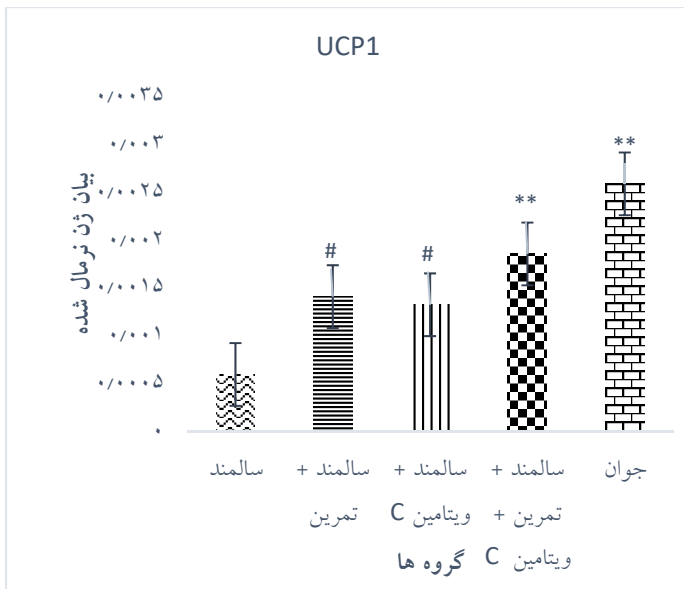 UCP1
۰/۰۰۳۵
۰/۰۰۳
۰/۰۰۲۵
۰/۰۰۲
۰/۰۰۱۵
۰/۰۰۱
۰/۰۰۰۵
۰
بیان ژن نرمال شده
#
#
**
**
سالمند
سالمند +
تمرین
سالمند +
ویتامین C
سالمند +
تمرین +
ویتامین C
جوان
گروه ها